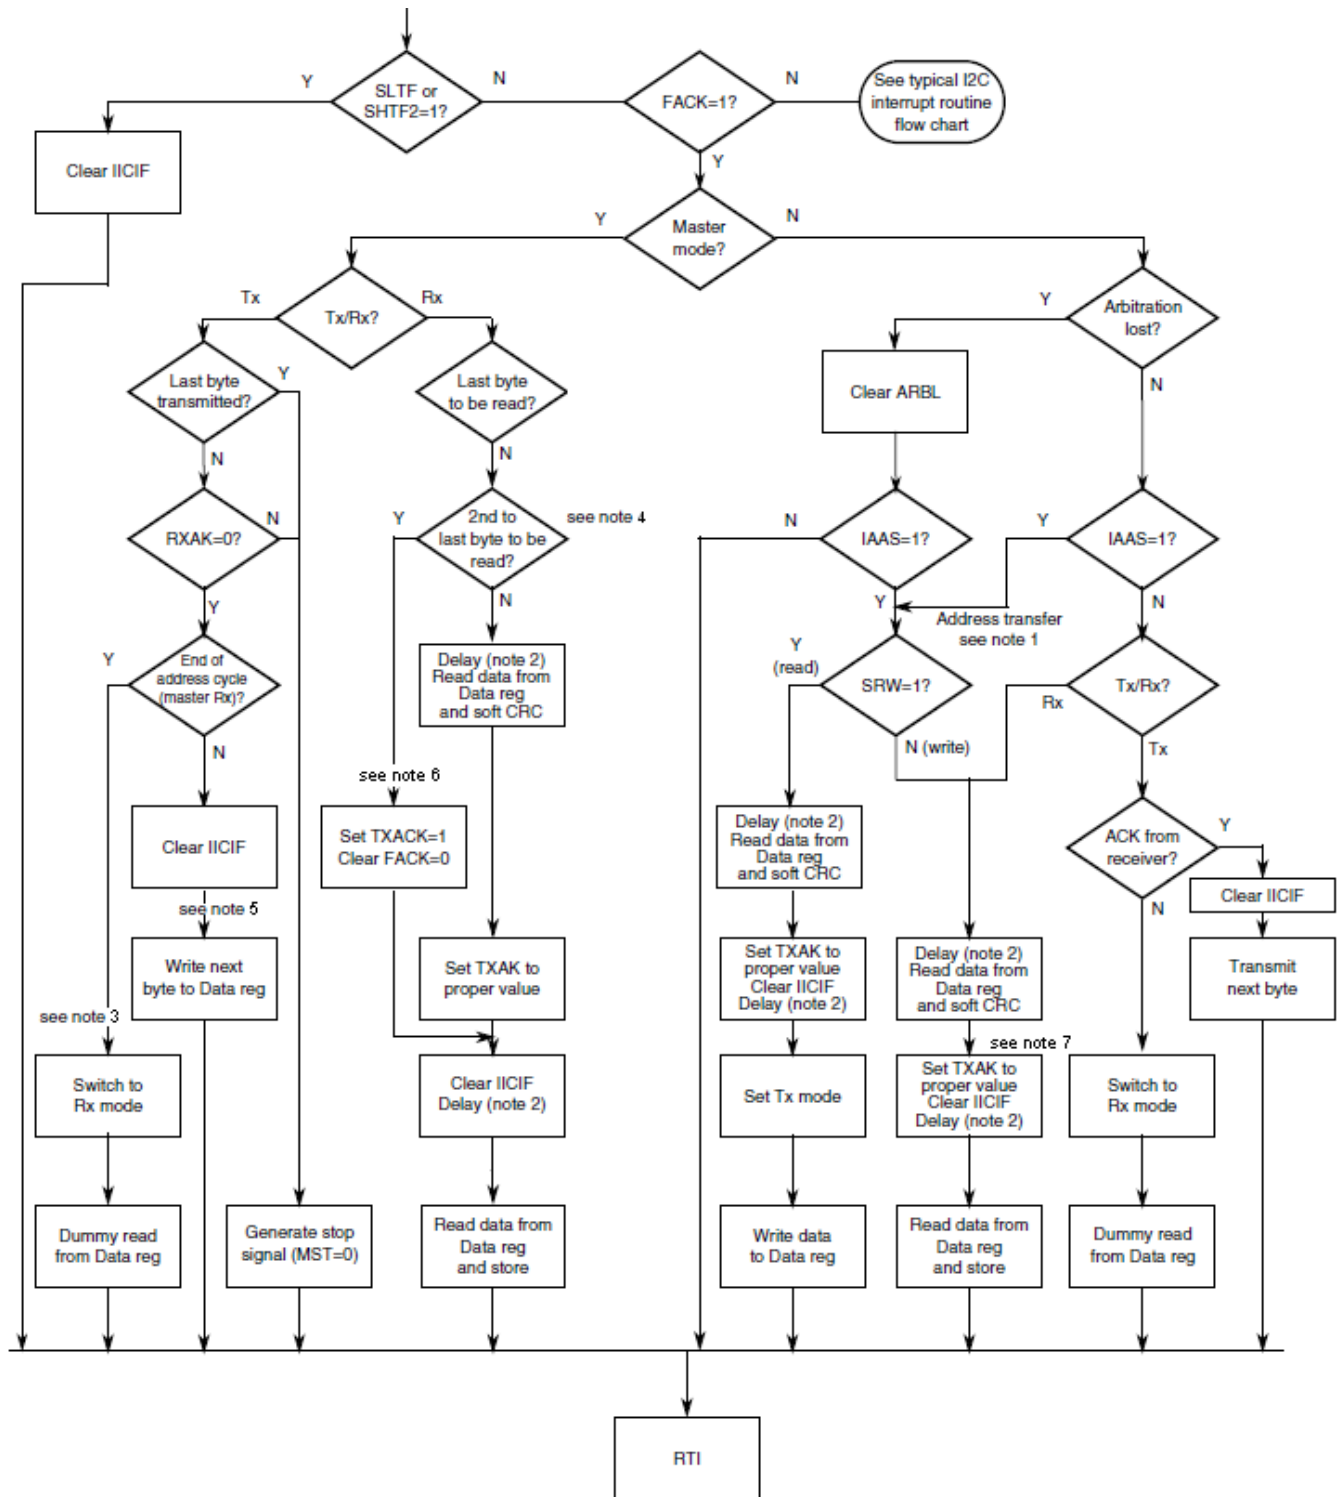 Y
SLTF or
SHTF2=1?
N
FACK=1?
N
See typical I2C
interrupt routine
flow chart
Clear IICIF
Y
Y
Master
mode?
N
Tx
Tx/Rx?
Rx
Y
Arbitration
lost?
Last byte
transmitted?
Y
Last byte
to be read?
Clear ARBL
N
N
N
RXAK=0?
N
Y
2nd to
last byte to be
read?
see note 4
N
IAAS=1?
Y
IAAS=1?
Y
N
Y
Address transfer
see note 1
N
Y
End of
address cycle
(master Rx)?
Delay (note 2)
Read data from
Data reg
and soft CRC
Y
(read)
SRW=1?
Rx
Tx/Rx?
N
N (write)
Tx
see note 6
Clear IICIF
Set TXACK=1
Clear FACK=0
Delay (note 2)
Read data from
Data reg
and soft CRC
ACK from
receiver?
Y
Clear IICIF
N
see note 5
Write next
byte to Data reg
Set TXAK to
proper value
Set TXAK to
proper value
Clear IICIF
Delay (note 2)
Delay (note 2)
Read data from
Data reg
and soft CRC
Transmit
next byte
see note 3
see note 7
Switch to
Rx mode
Clear IICIF
Delay (note 2)
Set Tx mode
Set TXAK to
proper value
Clear IICIF
Delay (note 2)
Switch to
Rx mode
Dummy read
from Data reg
Generate stop
signal (MST=0)
Read data from
Data reg
and store
Write data
to Data reg
Read data from
Data reg
and store
Dummy read
from Data reg
RTI